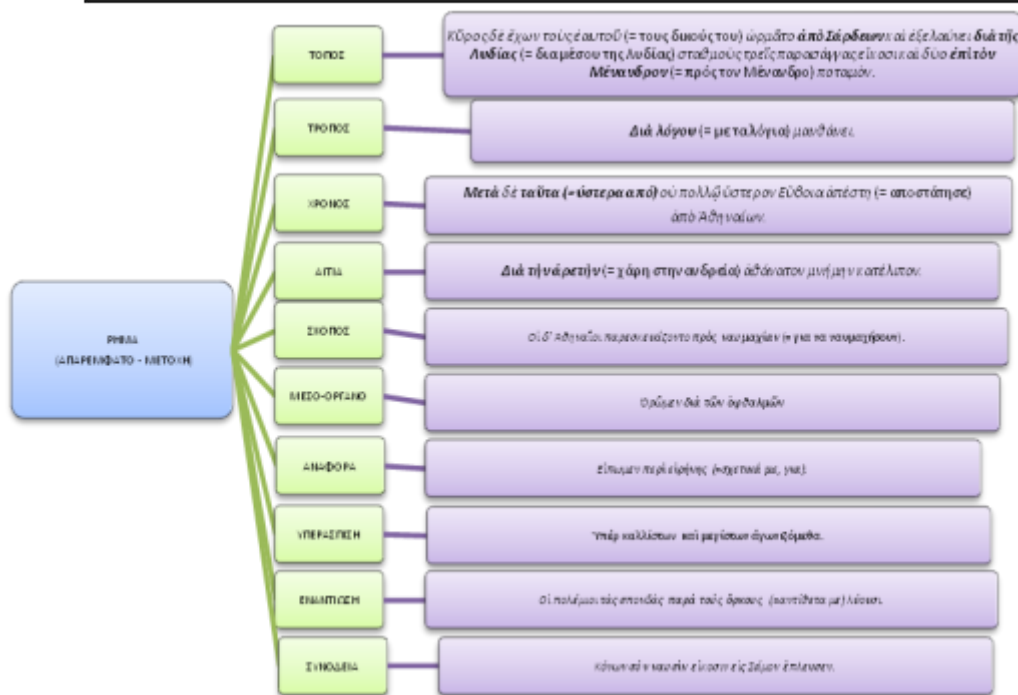 ΤΟΠΟΣ
Κῦρος δὲ ἔχων τοὺς ἑαυτοῦ (= τους δικούς του) ὡρμᾶτο ἀπὸ Σάρδεων καὶ ἐξελαύνει διὰ τῆς
Λυδίας (= δια μέσου της Λυδίας) σταθμοὺς τρεῖς παρασάγγας εἴκοσι καὶ δύο ἐπὶ τὸν
Μέναυδρον (= πρὸς τον Μένανδρο) ποταμόν.
ΤΡΟΠΟΣ
Διὰ λόγου (= με τα λόγια) μανθάνει.
ΧΡΟΝΟΣ
Μετὰ δὲ ταῦτα (=ύστερα από) οὐ πολλῷ ὕστερον Εὔβοια ἀπέστη (= αποστάτησε)
ἀπὸ Ἀθηναίων.
ΑΙΤΙΑ
Διὰ τὴν ἀρετὴν (= χάρη στην ανδρεία) ἀθάνατον μνήμην κατέλιπον.
ΡΗΜΑ
(ΑΠΑΡΕΜΦΑΤΟ - ΜΕΤΟΧΗ)
ΣΚΟΠΟΣ
Οἱ δ' Ἀθηναῖοι παρεσκευάζοντο πρὸς ναυμαχίαν (= για να ναυμαχήσουν).
ΜΕΣΟ-ΟΡΓΑΝΟ
Ὁρῶμεν διὰ τῶν ὀφθαλμῶν
ΑΝΑΦΟΡΑ
Εἴπωμεν περὶ εἰρήνης (=σχετικά με, για).
ΥΠΕΡΑΣΠΙΣΗ
Ὑπὲρ καλλίστων καὶ μεγίστων ἀγωνιζόμεθα.
ΕΝΑΝΤΙΩΣΗ
Οἱ πολέμιοι τὰς σπονδὰς παρὰ τοὺς ὅρκους (=αντίθετα με) λύουσι.
ΣΥΝΟΔΕΙΑ
Κόνων σὺν ναυσὶν εἴκοσιν εἰς Σάμον ἔπλευσεν.